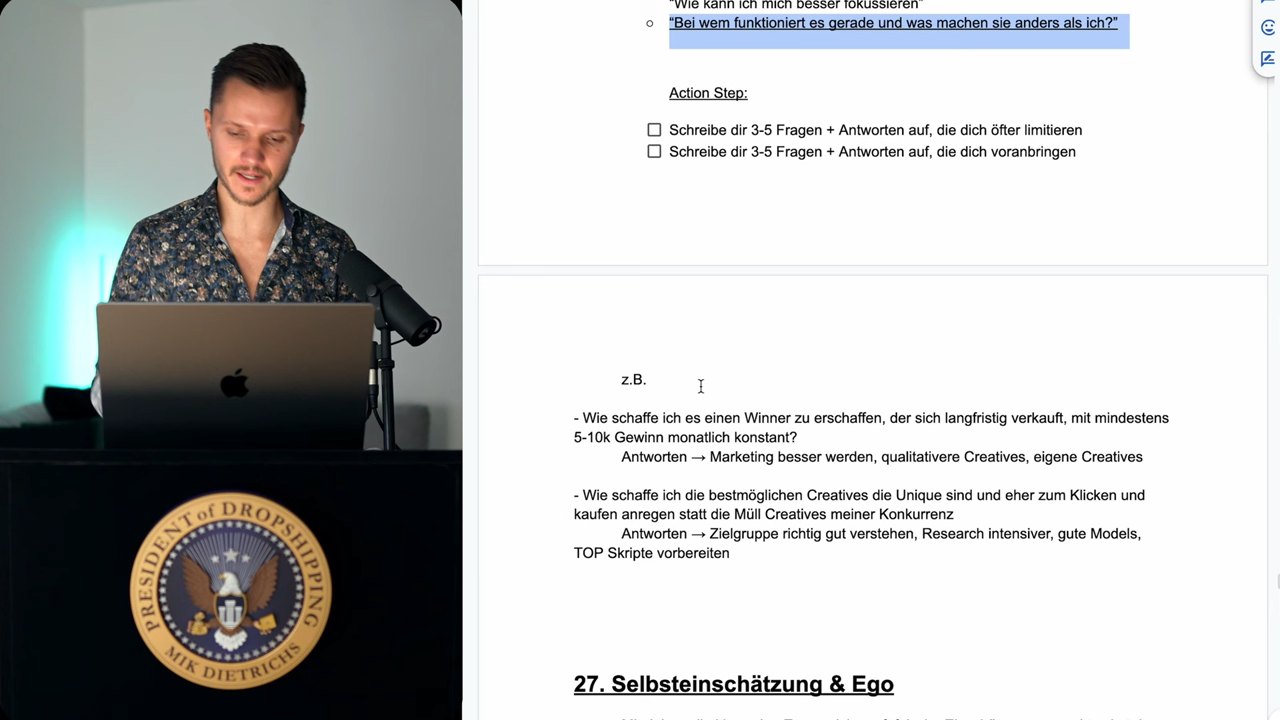 “Wie kann ich mich besser fokussieren”
“Bei wem funktioniert es gerade und was machen sie anders als ich?”
Action Step:
Schreibe dir 3-5 Fragen + Antworten auf, die dich öfter limitieren
Schreibe dir 3-5 Fragen + Antworten auf, die dich voranbringen
z.B.
- Wie schaffe ich es einen Winner zu erschaffen, der sich langfristig verkauft, mit mindestens
5-10k Gewinn monatlich konstant?
Antworten → Marketing besser werden, qualitativere Creatives, eigene Creatives
- Wie schaffe ich die bestmöglichen Creatives die Unique sind und eher zum Klicken und
kaufen anregen statt die Müll Creatives meiner Konkurrenz
Antworten → Zielgruppe richtig gut verstehen, Research intensiver, gute Models,
TOP Skripte vorbereiten
27. Selbsteinschätzung & Ego
PRESIDENT of DROPSHIPPING
MIK DIETRICHS